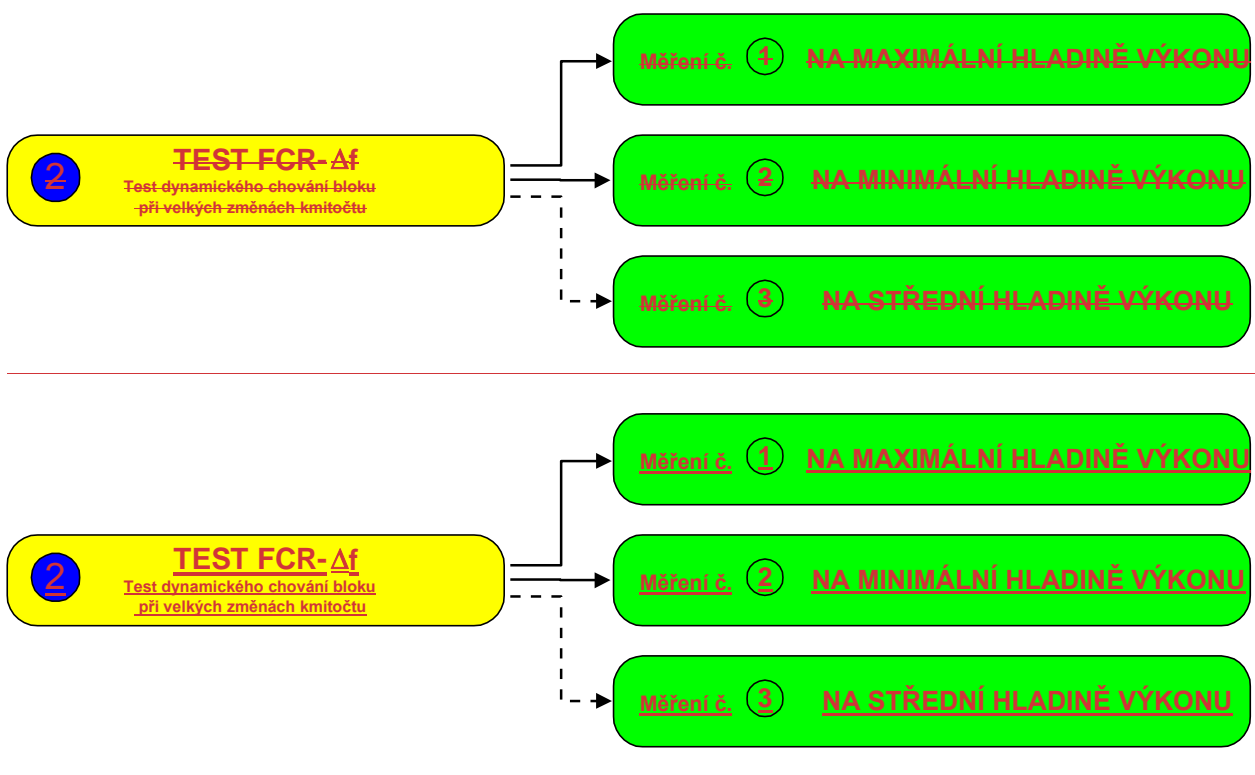 Měření č. 1 NA MAXIMÁLNÍ HLADINĚ VÝKONU
2 TEST FCR-Δf
Test dynamického chování bloku
při velkých změnách kmitočtu
Měření č. 2 NA MINIMÁLNÍ HLADINĚ VÝKONU
Měření č. 3 NA STŘEDNÍ HLADINĚ VÝKONU
Měření č. 1 NA MAXIMÁLNÍ HLADINĚ VÝKONU
2 TEST FCR-Δf
Test dynamického chování bloku
při velkých změnách kmitočtu
Měření č. 2 NA MINIMÁLNÍ HLADINĚ VÝKONU
Měření č. 3 NA STŘEDNÍ HLADINĚ VÝKONU